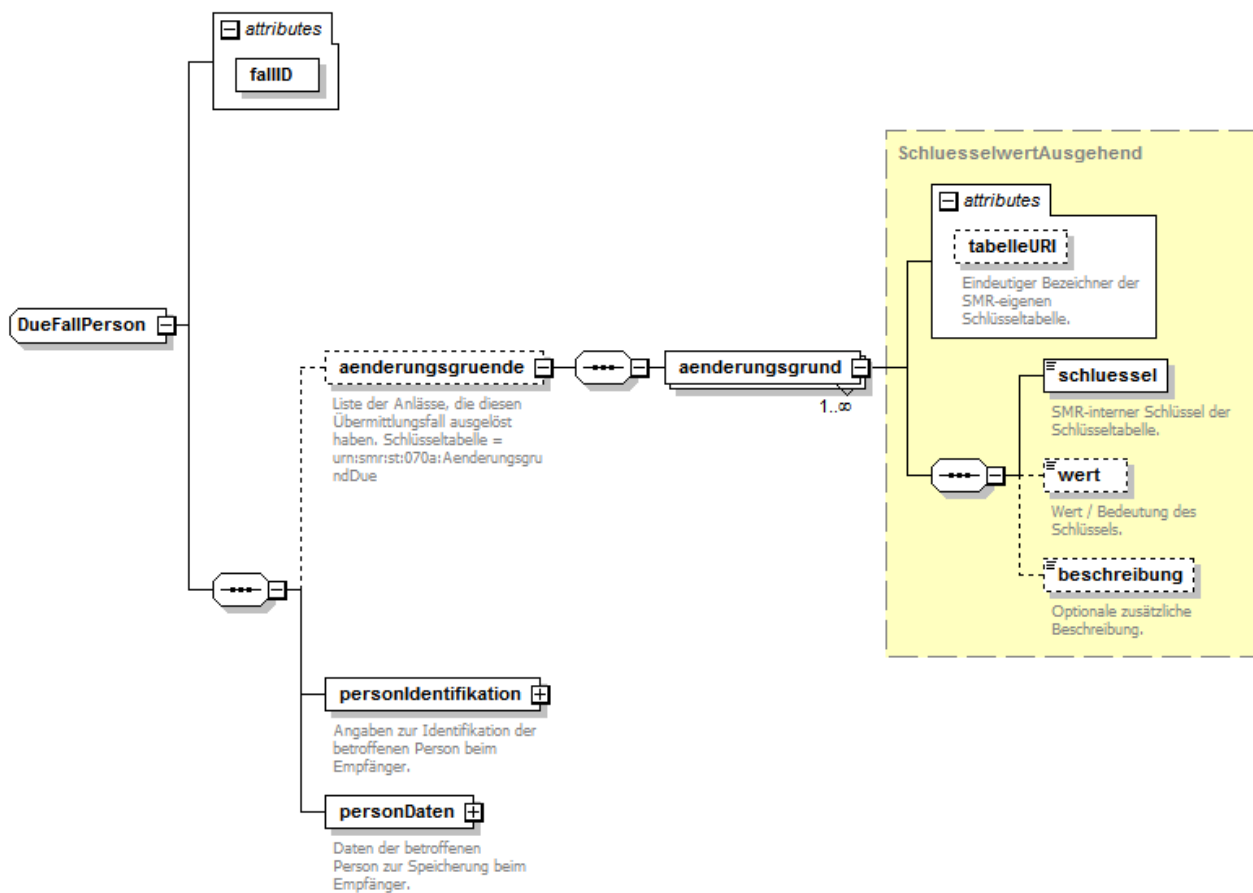 attributes
fallID
SchluesselwertAusgehend
attributes
tabelleURI
Eindeutiger Bezeichner der
SMR-eigenen
Schlüsseltabelle.
DueFallPerson
aenderungsgruende
Liste der Anlässe, die diesen
Übermittlungsfall ausgelöst
haben. Schlüsseltabelle =
urn:smr:st:070a:Aenderungsgru
ndDue
aenderungsgrund
1..∞
schluessel
SMR-interner Schlüssel der
Schlüsseltabelle.
wert
Wert / Bedeutung des
Schlüssels.
beschreibung
Optionale zusätzliche
Beschreibung.
personIdentifikation
Angaben zur Identifikation der
betroffenen Person beim
Empfänger.
personDaten
Daten der betroffenen
Person zur Speicherung beim
Empfänger.